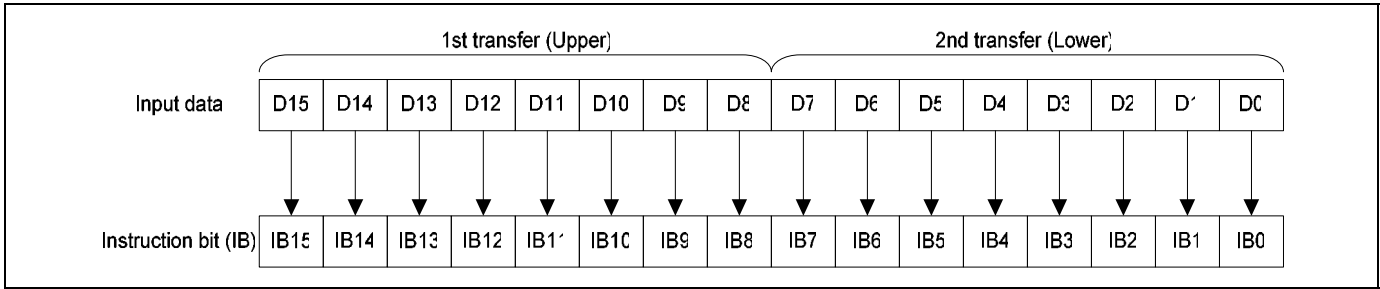 1st transfer (Upper) 2nd transfer (Lower)
Input data D15 D14 D13 D12 D11 D10 D9 D8 D7 D6 D5 D4 D3 D2 D1 D0
Instruction bit (IB) IB15 IB14 IB13 IB12 IB11 IB10 IB9 IB8 IB7 IB6 IB5 IB4 IB3 IB2 IB1 IB0